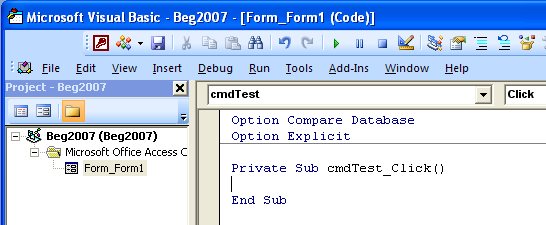 Microsoft Visual Basic - Beg2007 - [Form_Form1 (Code)]
File Edit View Insert Debug Run Tools Add-Ins Window Help
Project - Beg2007
cmdTest Click
Beg2007 (Beg2007)
Microsoft Office Access C
Form_Form1
Option Compare Database
Option Explicit
Private Sub cmdTest_Click()
End Sub